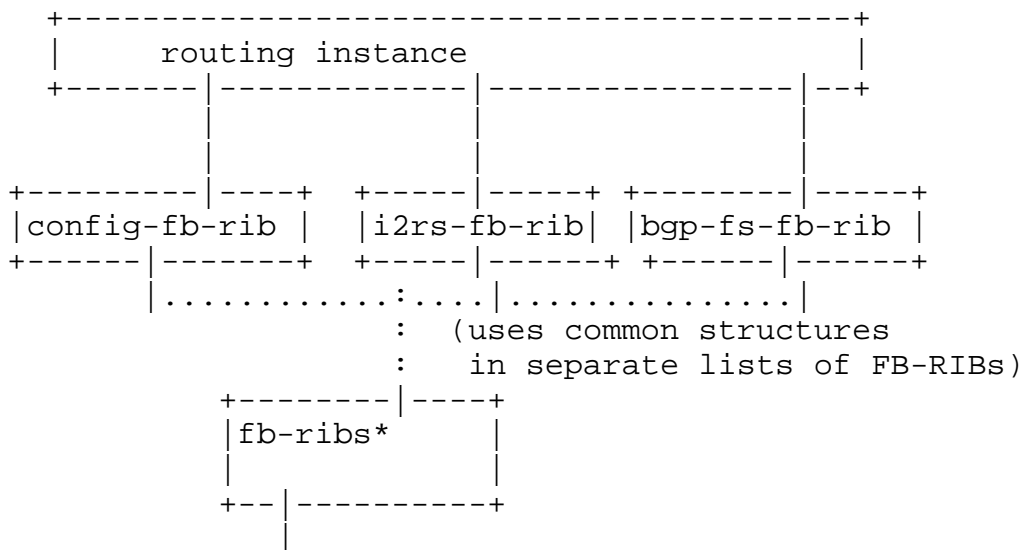 routing instance
config-fb-rib i2rs-fb-rib bgp-fs-fb-rib
(uses common structures
in separate lists of FB-RIBs)
fb-ribs*